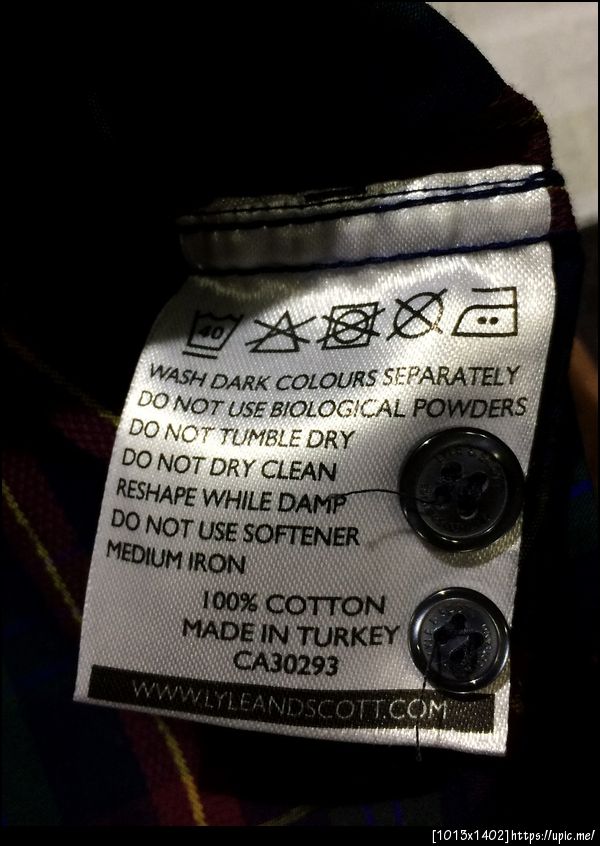 40
WASH DARK COLOURS SEPARATELY
DO NOT USE BIOLOGICAL POWDERS
DO NOT TUMBLE DRY
DO NOT DRY CLEAN
RESHAPE WHILE DAMP
DO NOT USE SOFTENER
MEDIUM IRON
100% COTTON
MADE IN TURKEY
CA30293
WWW.LYLEANDSCOTT.COM
[1013x1402]https://upic.me/